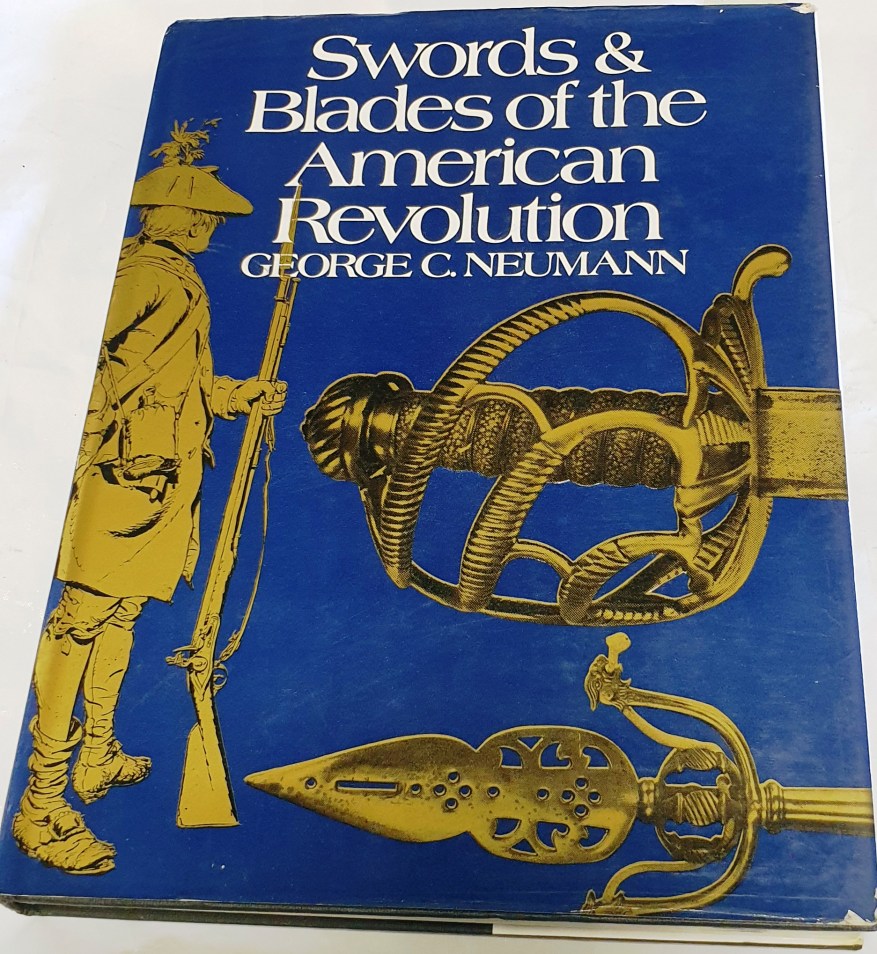 Swords &
Blades of the
American
Revolution
GEORGE C. NEUMANN